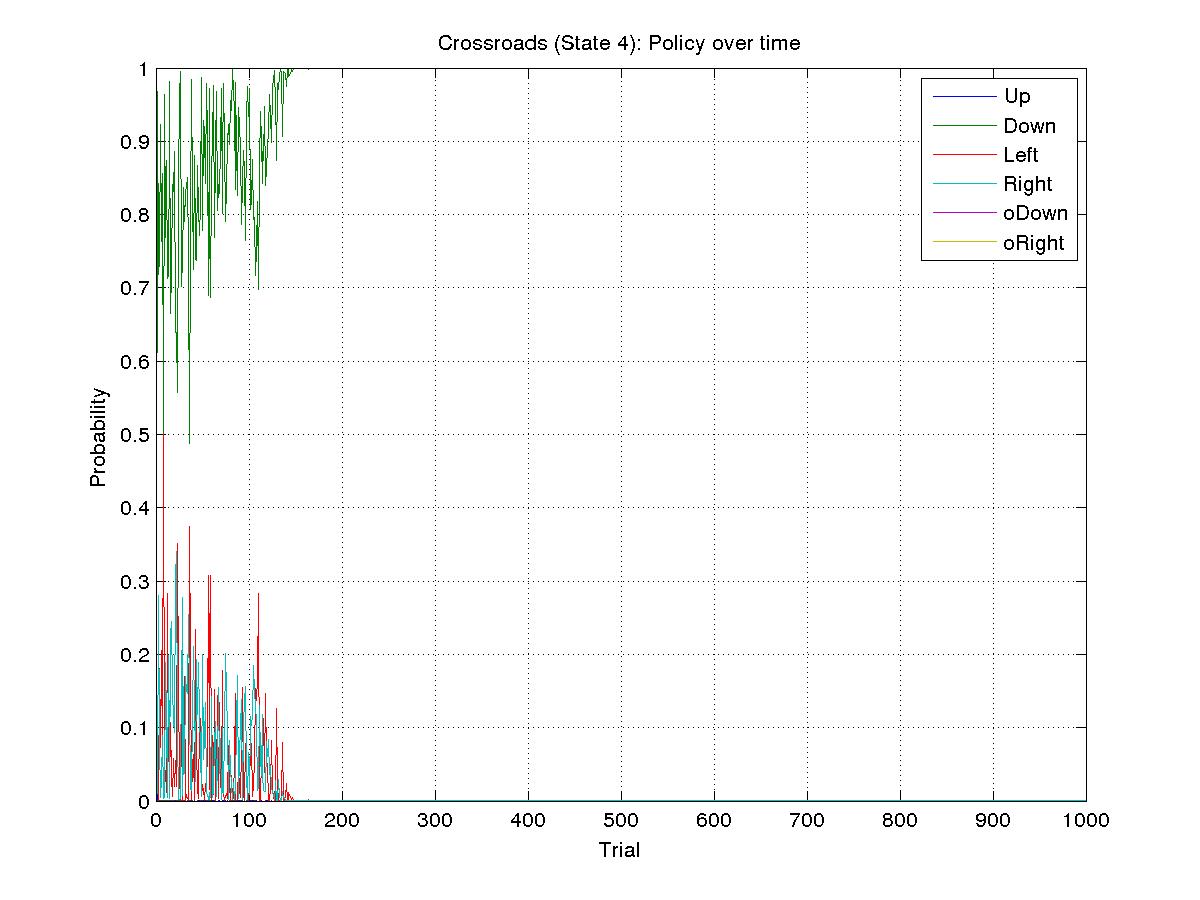 Crossroads (State 4): Policy over time
1
0.9
0.8
0.7
0.6
0.5
0.4
0.3
0.2
0.1
0
Probability
Up
Down
Left
Right
oDown
oRight
0 100 200 300 400 500 600 700 800 900 1000
Trial